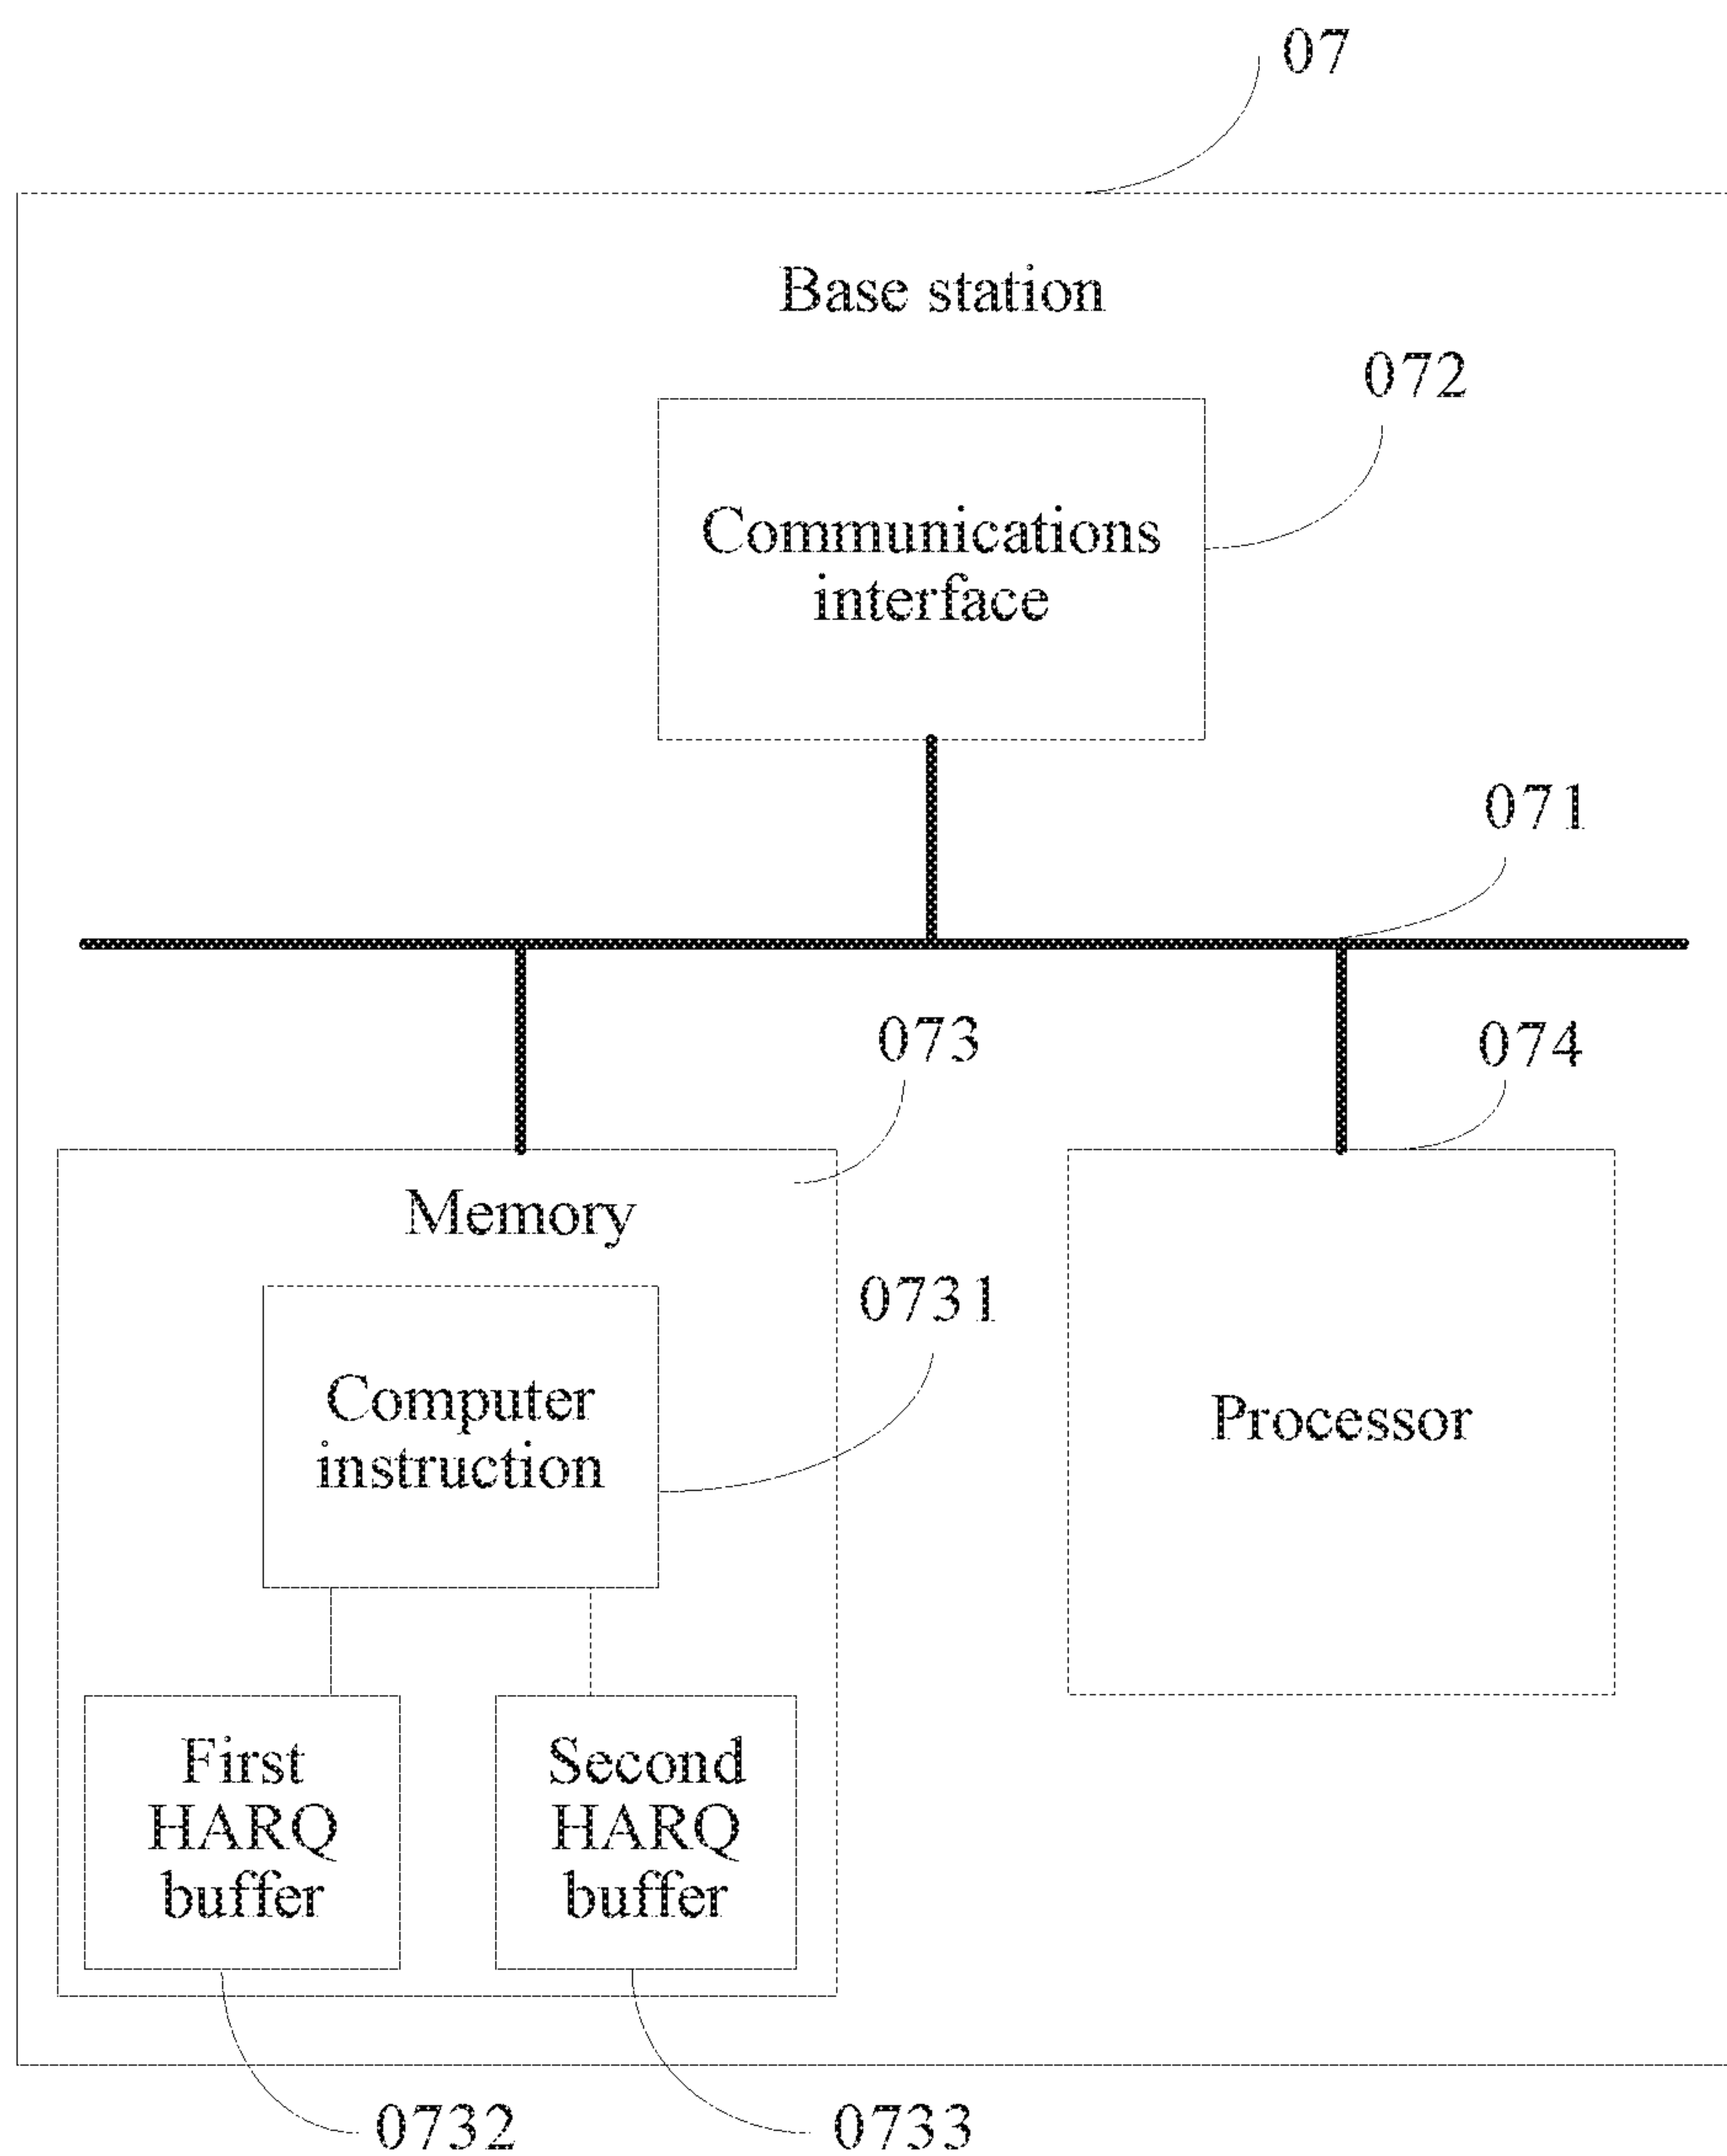 07
Base station
072
Communications
interface
071
073
074
Memory
0731
Computer
instruction
Processor
First
HARQ
buffer
Second
HARQ
buffer
0732
0733